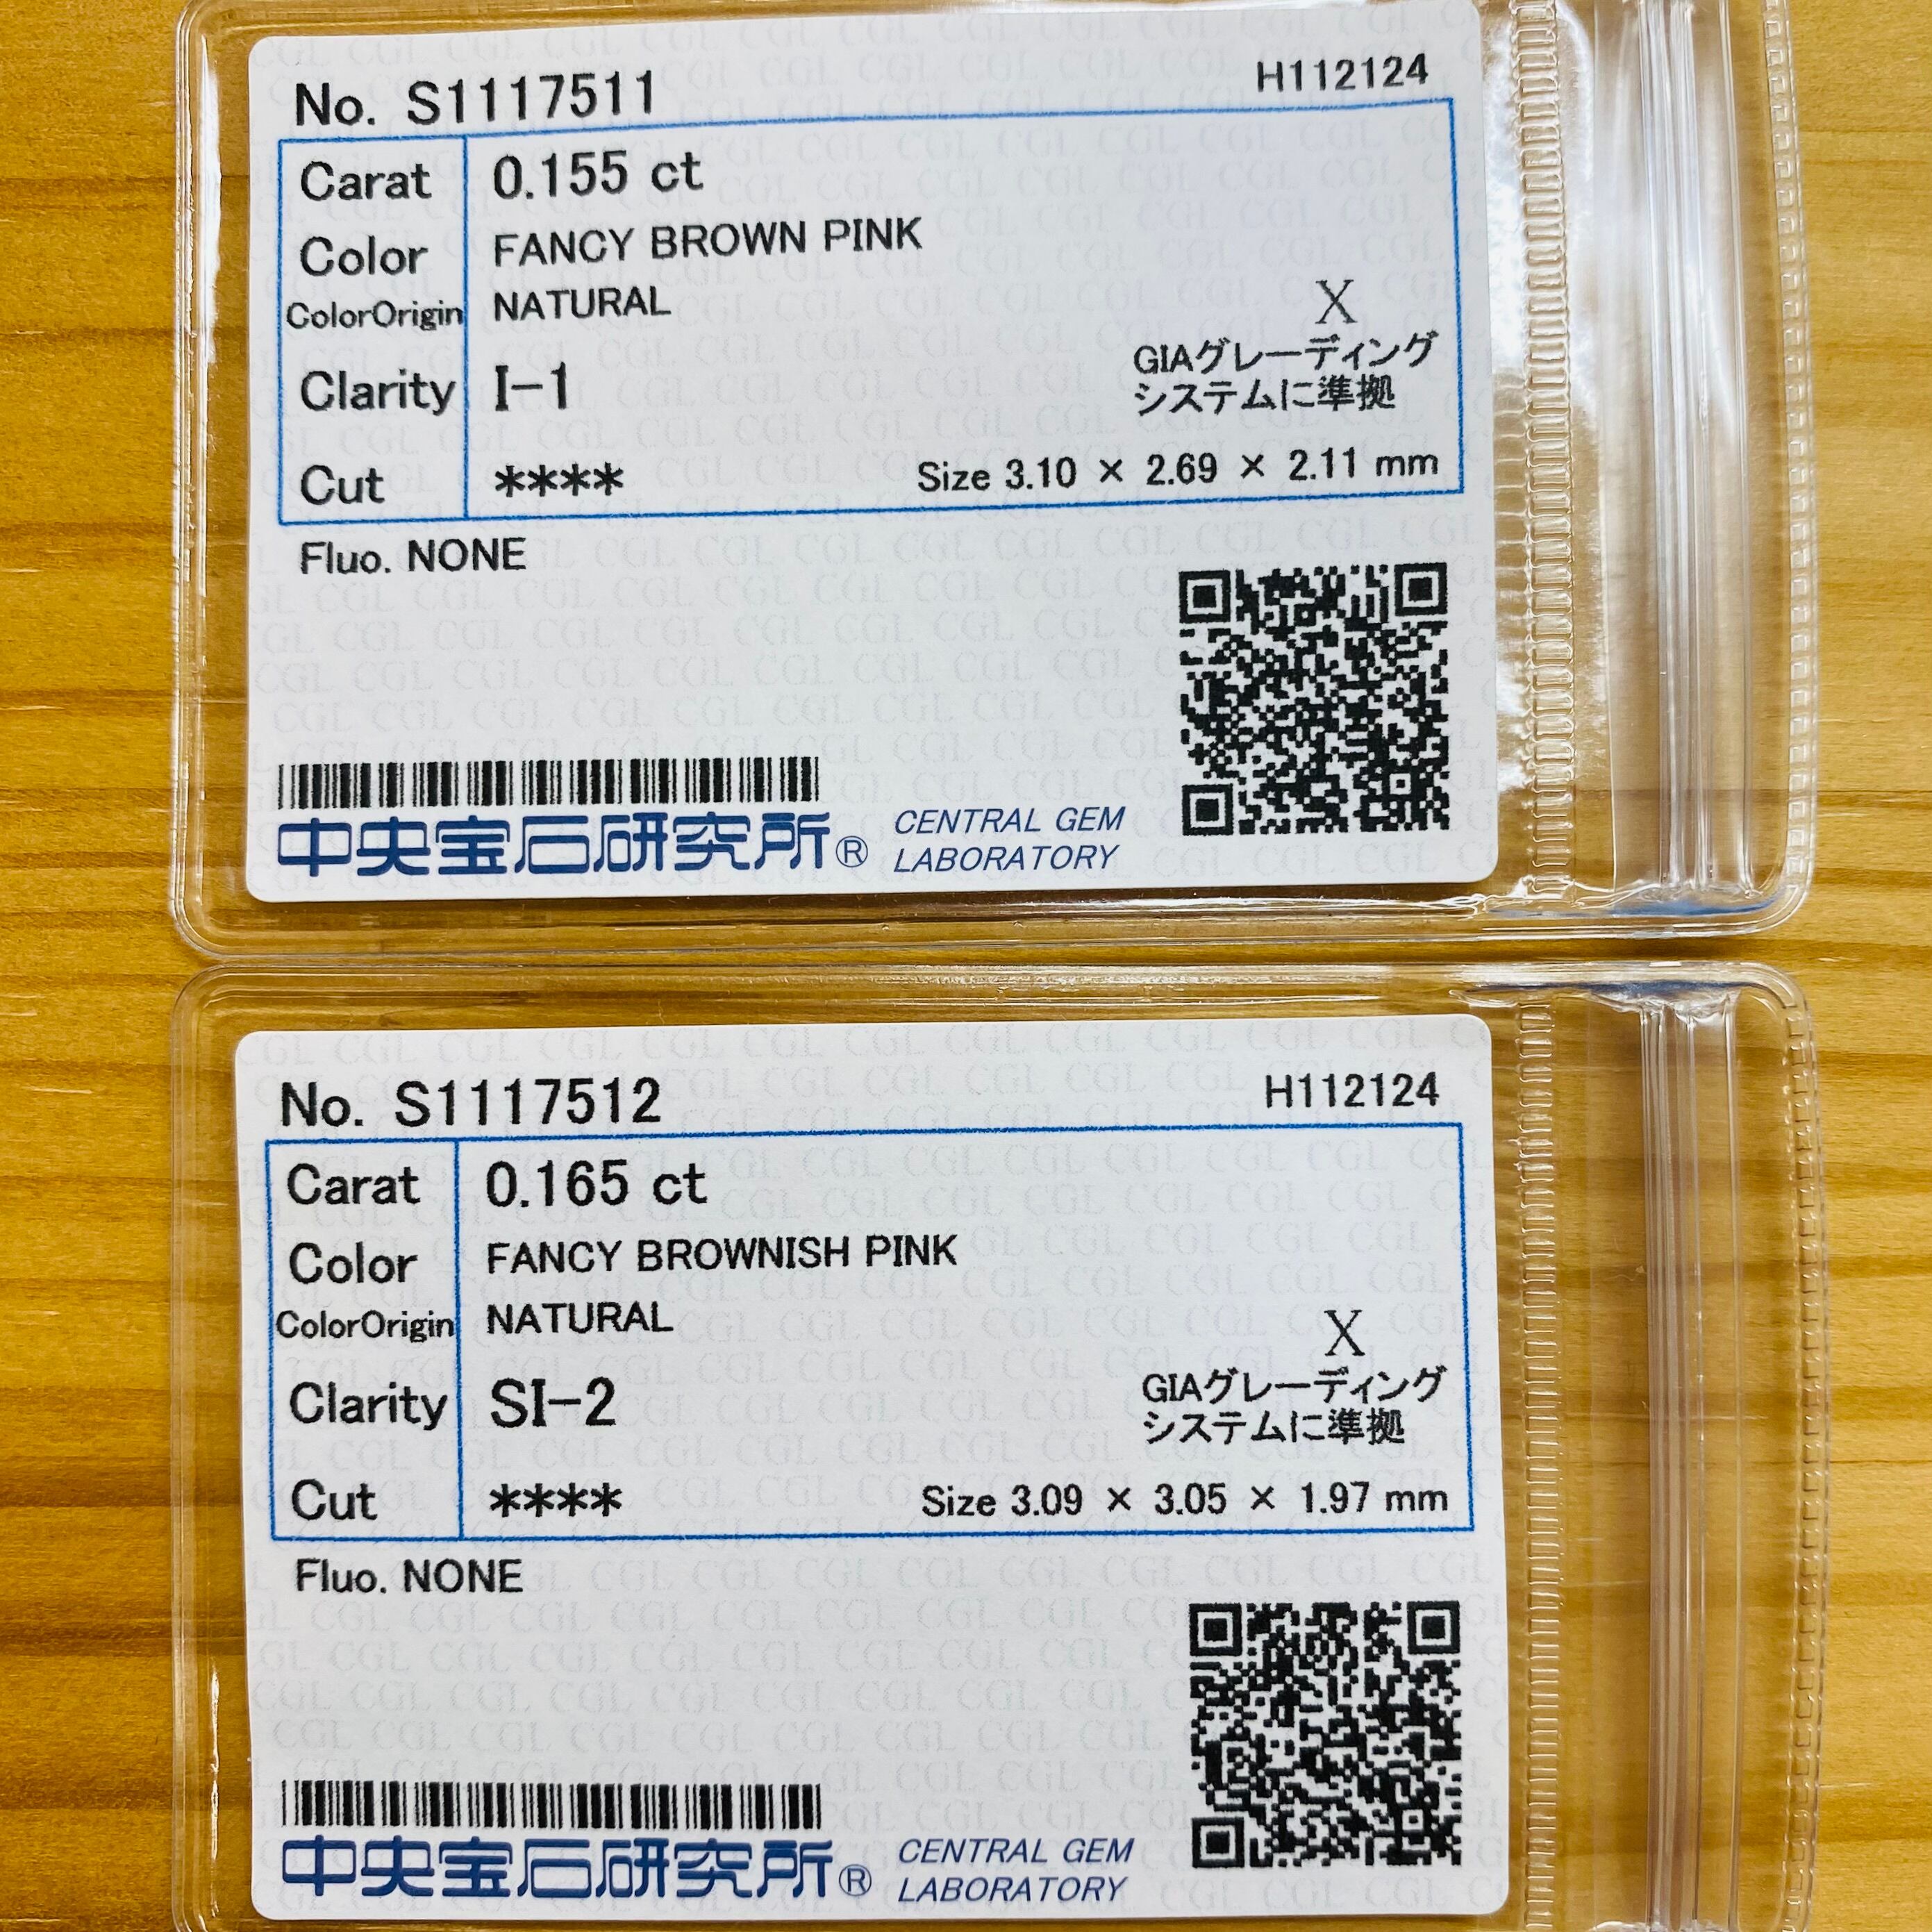 No. S1117511
H112124
Carat 0.155 ct
Color FANCY BROWN PINK
ColorOrigin NATURAL
X
GIAグレーディング
システムに準拠
Clarity I-1
Cut ****
Size 3.10 × 2.69 × 2.11 mm
Fluo. NONE
中央宝石研究所®
CENTRAL GEM
LABORATORY
No. S1117512
H112124
Carat 0.165 ct
Color FANCY BROWNISH PINK
ColorOrigin NATURAL
X
GIAグレーディング
システムに準拠
Clarity SI-2
Cut ****
Size 3.09 × 3.05 × 1.97 mm
Fluo. NONE
中央宝石研究所®
CENTRAL GEM
LABORATORY